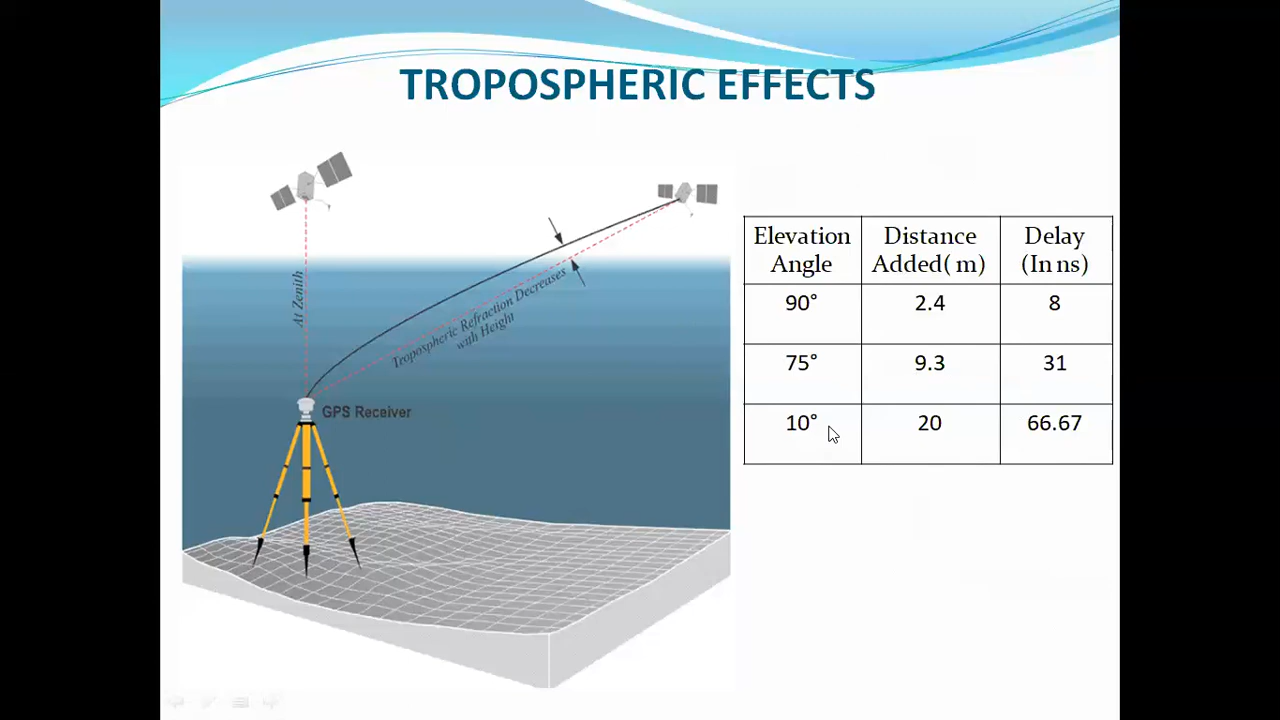 TROPOSPHERIC EFFECTS
At Zenith
Tropospheric Refraction Decreases
with Height
GPS Receiver
Elevation Angle
Distance Added( m)
Delay (In ns)
90° 2.4 8
75° 9.3 31
10° 20 66.67